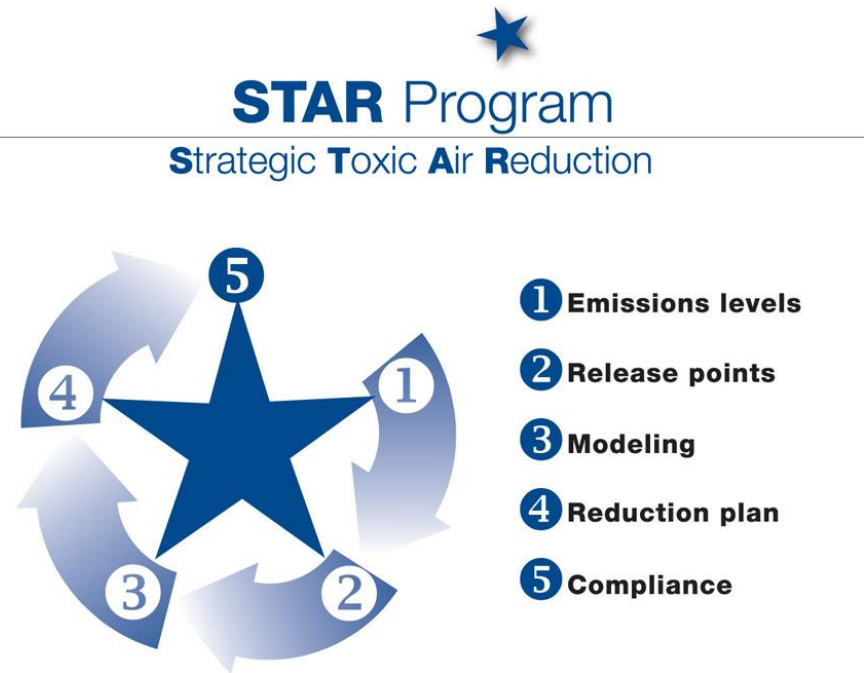 STAR Program
Strategic Toxic Air Reduction
5
4
1
3
2
1 Emissions levels
2 Release points
3 Modeling
4 Reduction plan
5 Compliance